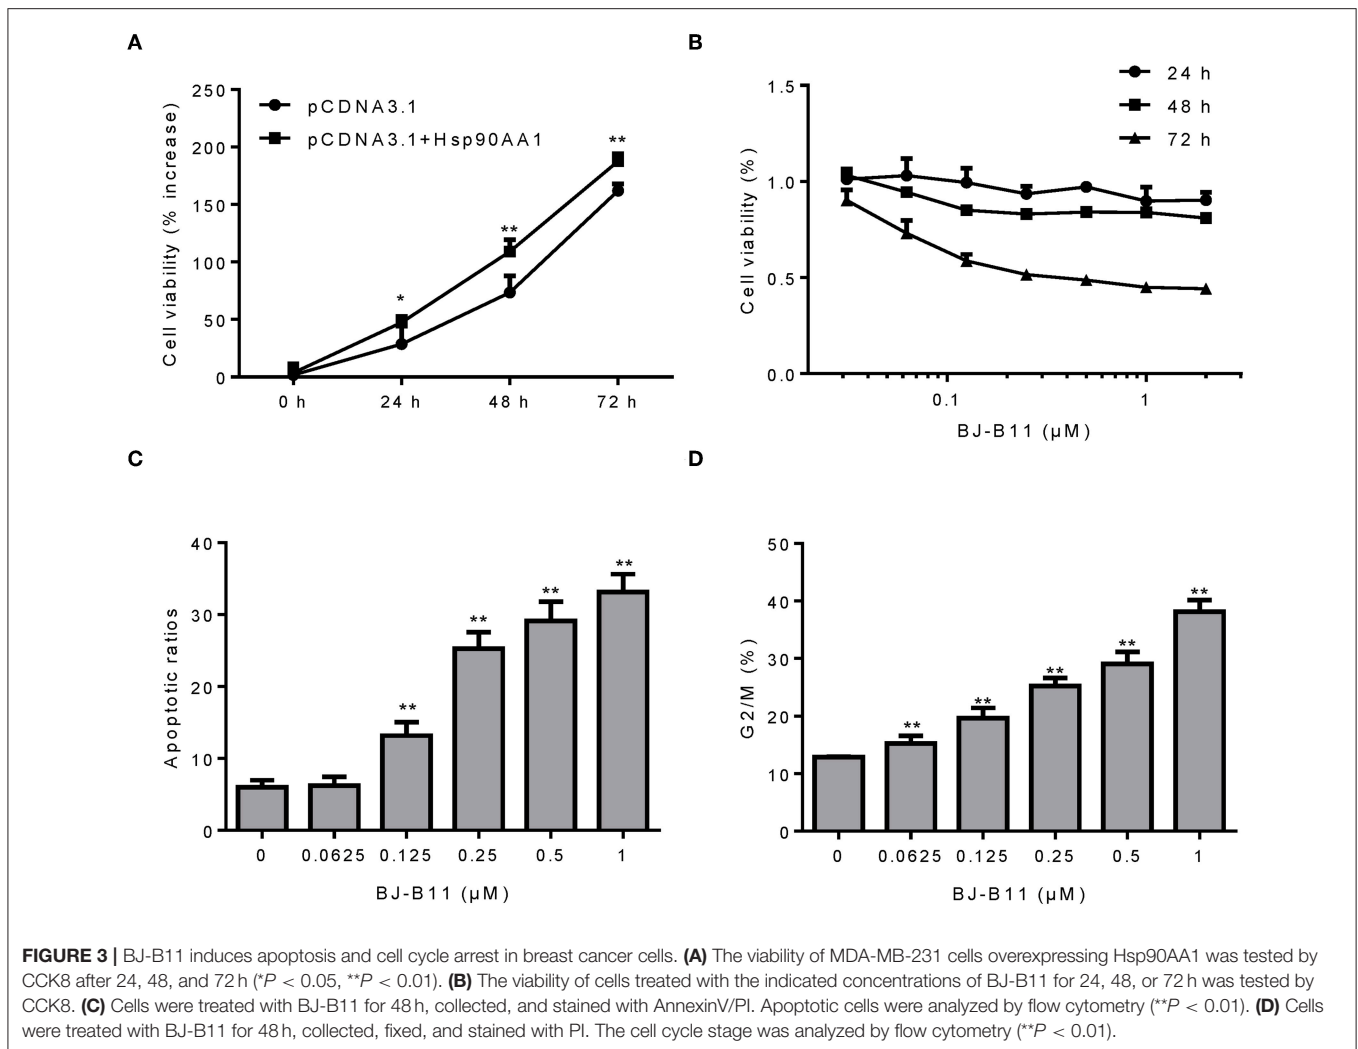 A
250
200
150
100
50
0
Cell viability (% increase)
pCDNA3.1
pCDNA3.1+Hsp90AA1
*
**
**
0 h 24 h 48 h 72 h
B
24 h
48 h
72 h
1.5
1.0
0.5
0.0
Cell viability (%)
0.1 1
BJ-B11 (μM)
C
40
30
20
10
0
Apoptotic ratios
**
**
**
**
0 0.0625 0.125 0.25 0.5 1
BJ-B11 (μM)
D
50
40
30
20
10
0
G2/M (%)
**
**
**
**
**
0 0.0625 0.125 0.25 0.5 1
BJ-B11 (μM)
FIGURE 3 | BJ-B11 induces apoptosis and cell cycle arrest in breast cancer cells. (A) The viability of MDA-MB-231 cells overexpressing Hsp90AA1 was tested by
CCK8 after 24, 48, and 72 h (*P < 0.05, **P < 0.01). (B) The viability of cells treated with the indicated concentrations of BJ-B11 for 24, 48, or 72 h was tested by
CCK8. (C) Cells were treated with BJ-B11 for 48 h, collected, and stained with AnnexinV/PI. Apoptotic cells were analyzed by flow cytometry (**P < 0.01). (D) Cells
were treated with BJ-B11 for 48 h, collected, fixed, and stained with PI. The cell cycle stage was analyzed by flow cytometry (**P < 0.01).